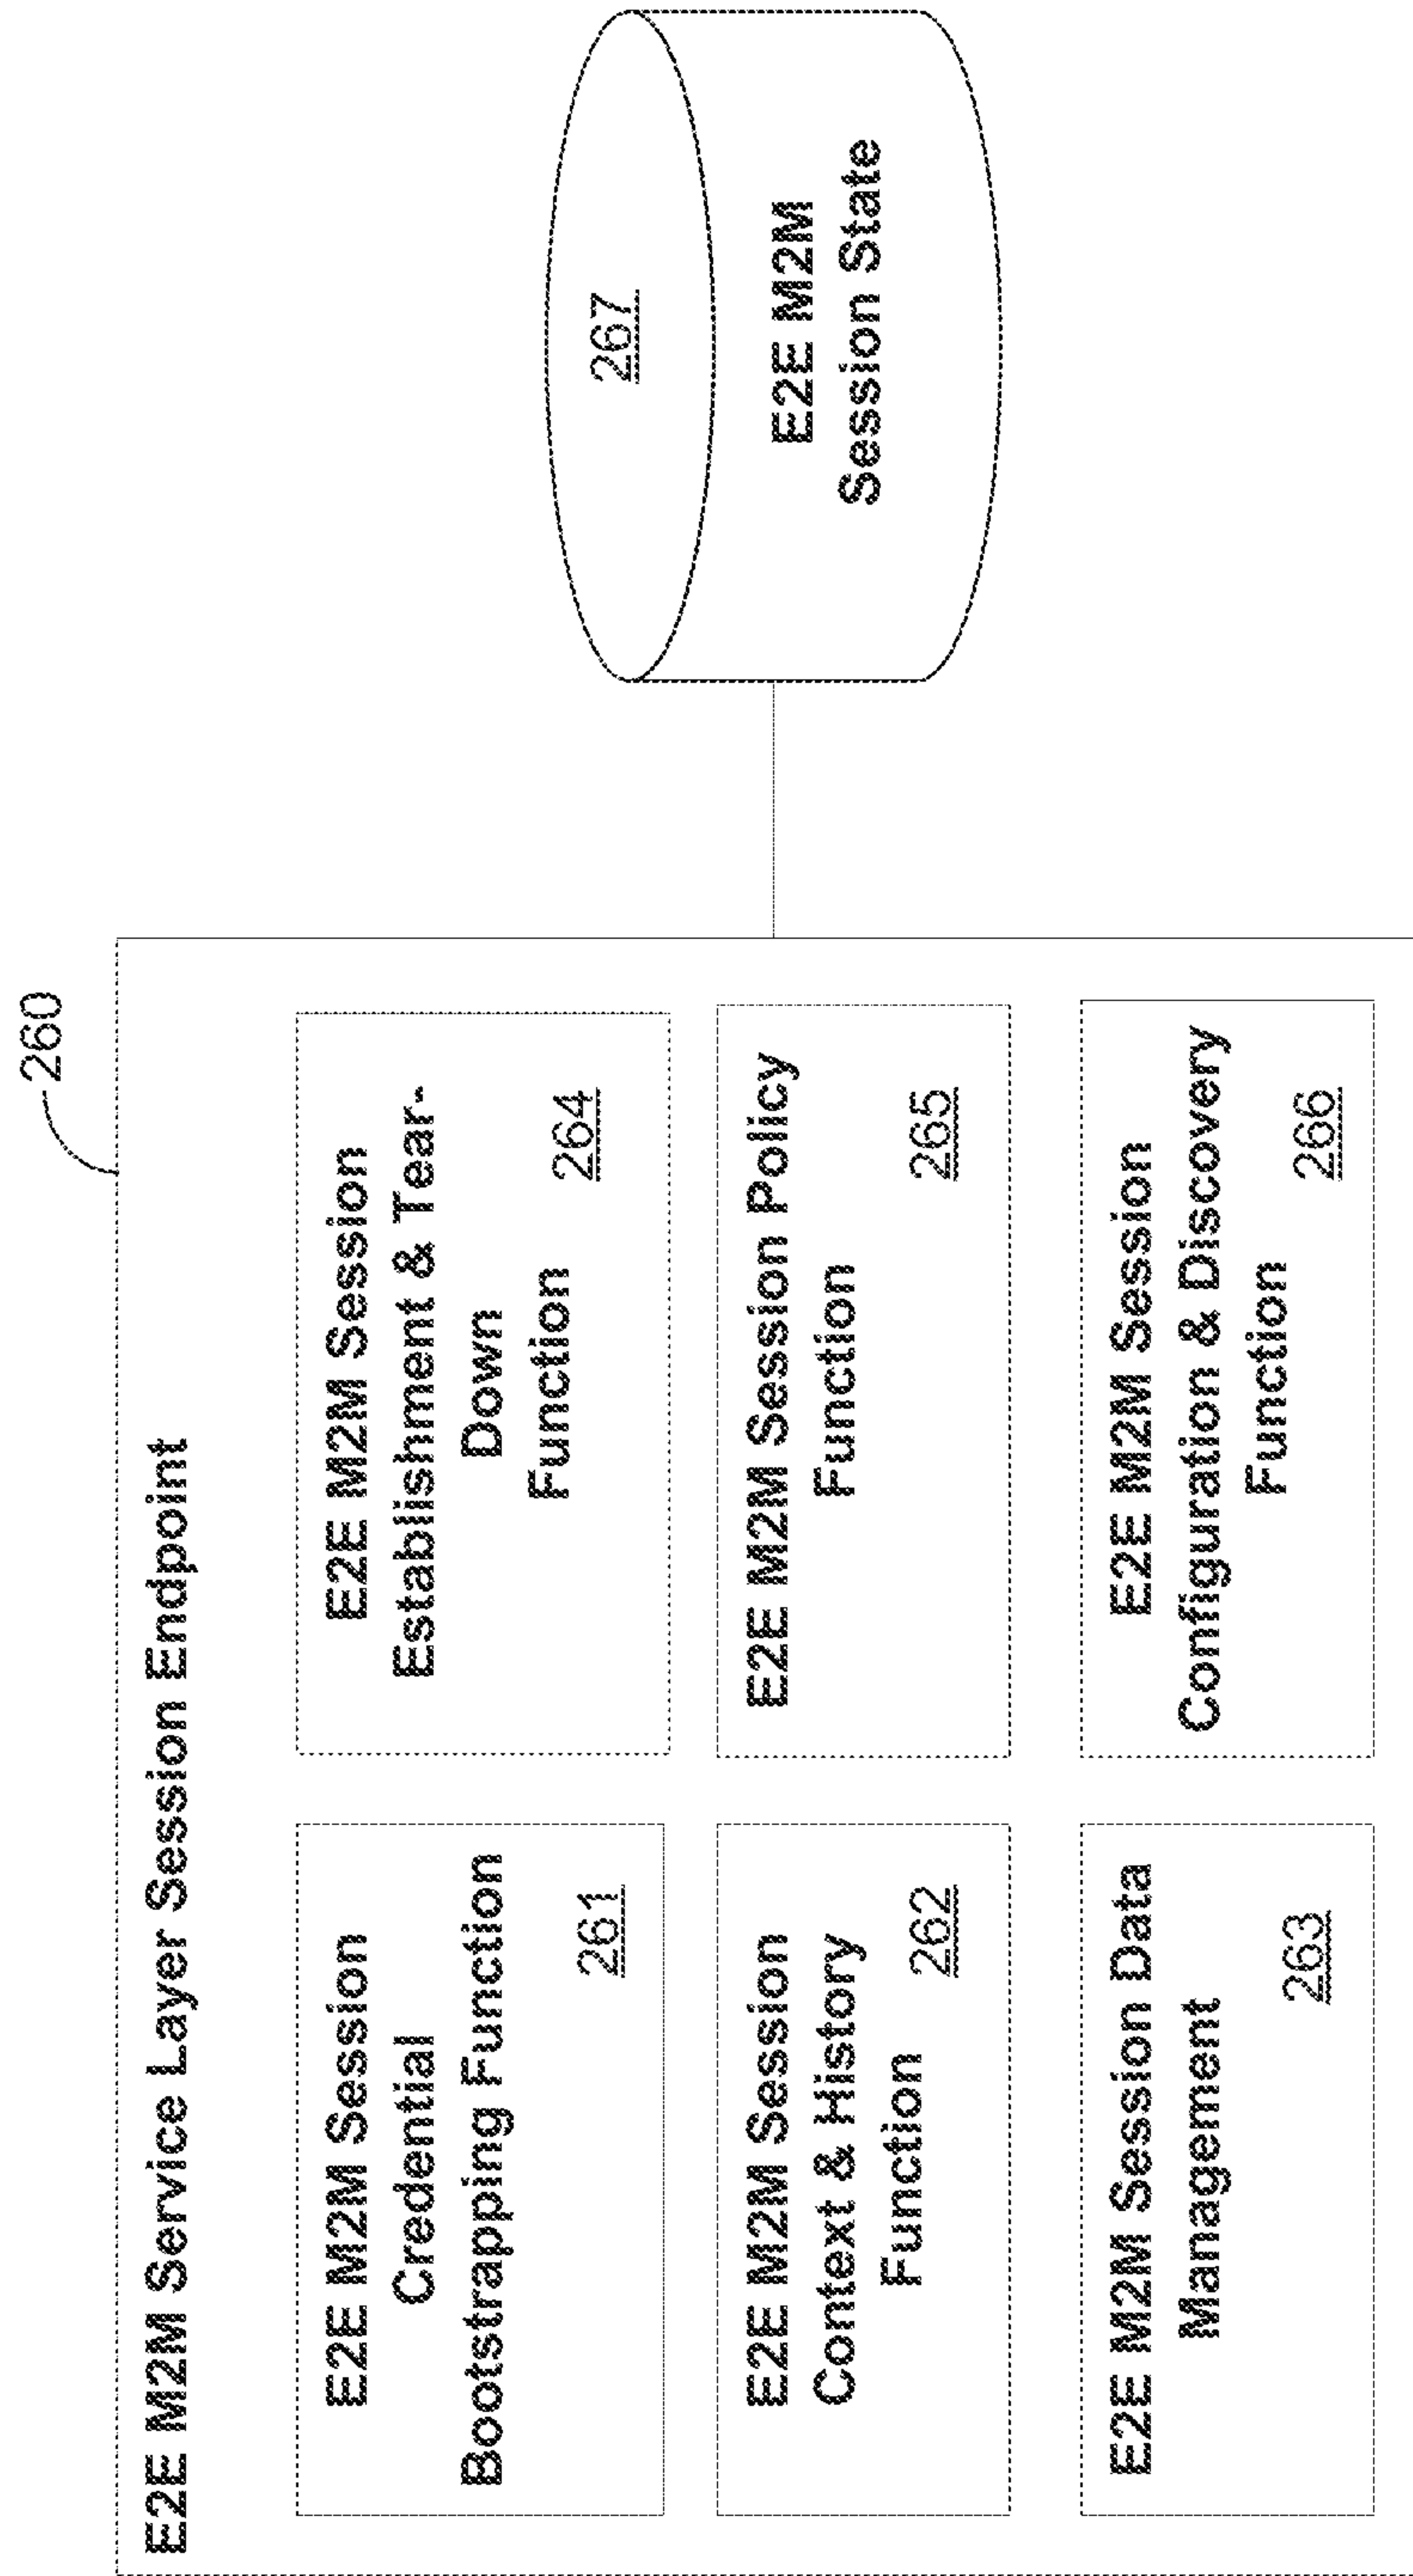 260
E2E M2M Service Layer Session Endpoint
E2E M2M Session
Credential
Bootstrapping Function
261
E2E M2M Session
Establishment & Tear-
Down
Function
264
E2E M2M Session
Context & History
Function
262
E2E M2M Session Policy
Function
265
E2E M2M Session Data
Management
263
E2E M2M Session
Configuration & Discovery
Function
266
267
E2E M2M
Session State